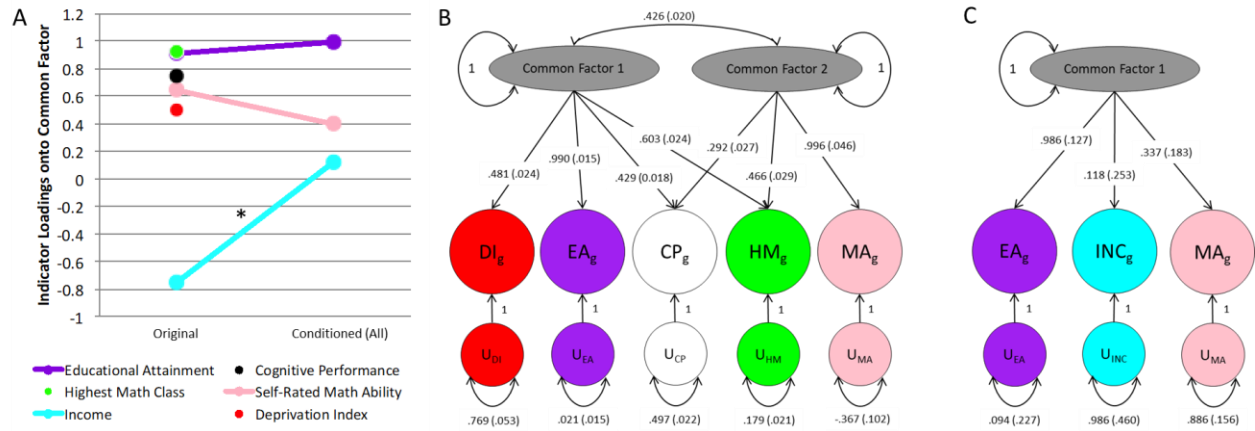 A
Indicator Loadings onto Common Factor
1.2
1
0.8
0.6
0.4
0.2
0
-0.2
-0.4
-0.6
-0.8
-1
*
Original
Conditioned (All)
Educational Attainment
Cognitive Performance
Highest Math Class
Self-Rated Math Ability
Income
Deprivation Index
B
.426 (.020)
1
Common Factor 1
Common Factor 2
1
.603 (.024)
.292 (.027)
.996 (.046)
.990 (.015)
.481 (.024)
.429 (0.018)
.466 (.029)
DIg
EAg
CPg
HMg
MAg
1
1
1
1
1
UDI
UEA
UCP
UHM
UMA
.769 (.053)
.021 (.015)
.497 (.022)
.179 (.021)
-.367 (.102)
C
1
Common Factor 1
.986 (.127)
.337 (.183)
.118 (.253)
EAg
INCg
MAg
1
1
1
UEA
UINC
UMA
.094 (.227)
.986 (.460)
.886 (.156)